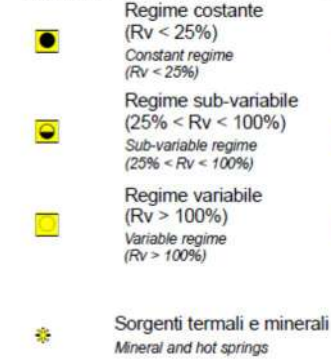 Regime costante
(Rv < 25%)
Constant regime
(Rv < 25%)
Regime sub-variabile
(25% < Rv < 100%)
Sub-variable regime
(25% < Rv < 100%)
Regime variabile
(Rv > 100%)
Variable regime
(Rv > 100%)
Sorgenti termali e minerali
Mineral and hot springs